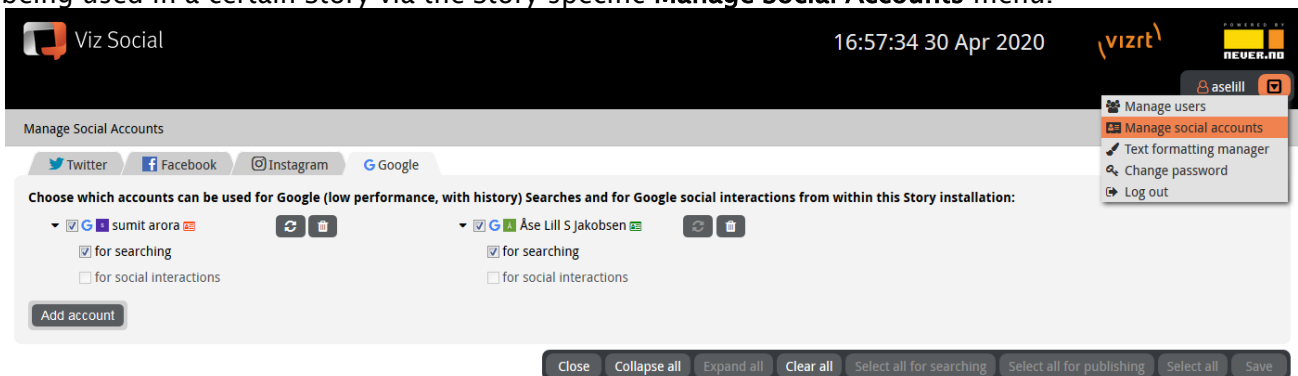 being used in a certain Story via the Story-specific Manage Social Accounts menu.
Viz Social
16:57:34 30 Apr 2020
vizrt
POWERED BY
never.no
aselill
Manage users
Manage social accounts
Text formatting manager
Change password
Log out
Manage Social Accounts
Twitter Facebook Instagram Google
Choose which accounts can be used for Google (low performance, with history) Searches and for Google social interactions from within this Story installation:
sumit arora Åse Lill S Jakobsen
for searching for searching
for social interactions for social interactions
Add account
Close Collapse all Expand all Clear all Select all for searching Select all for publishing Select all Save